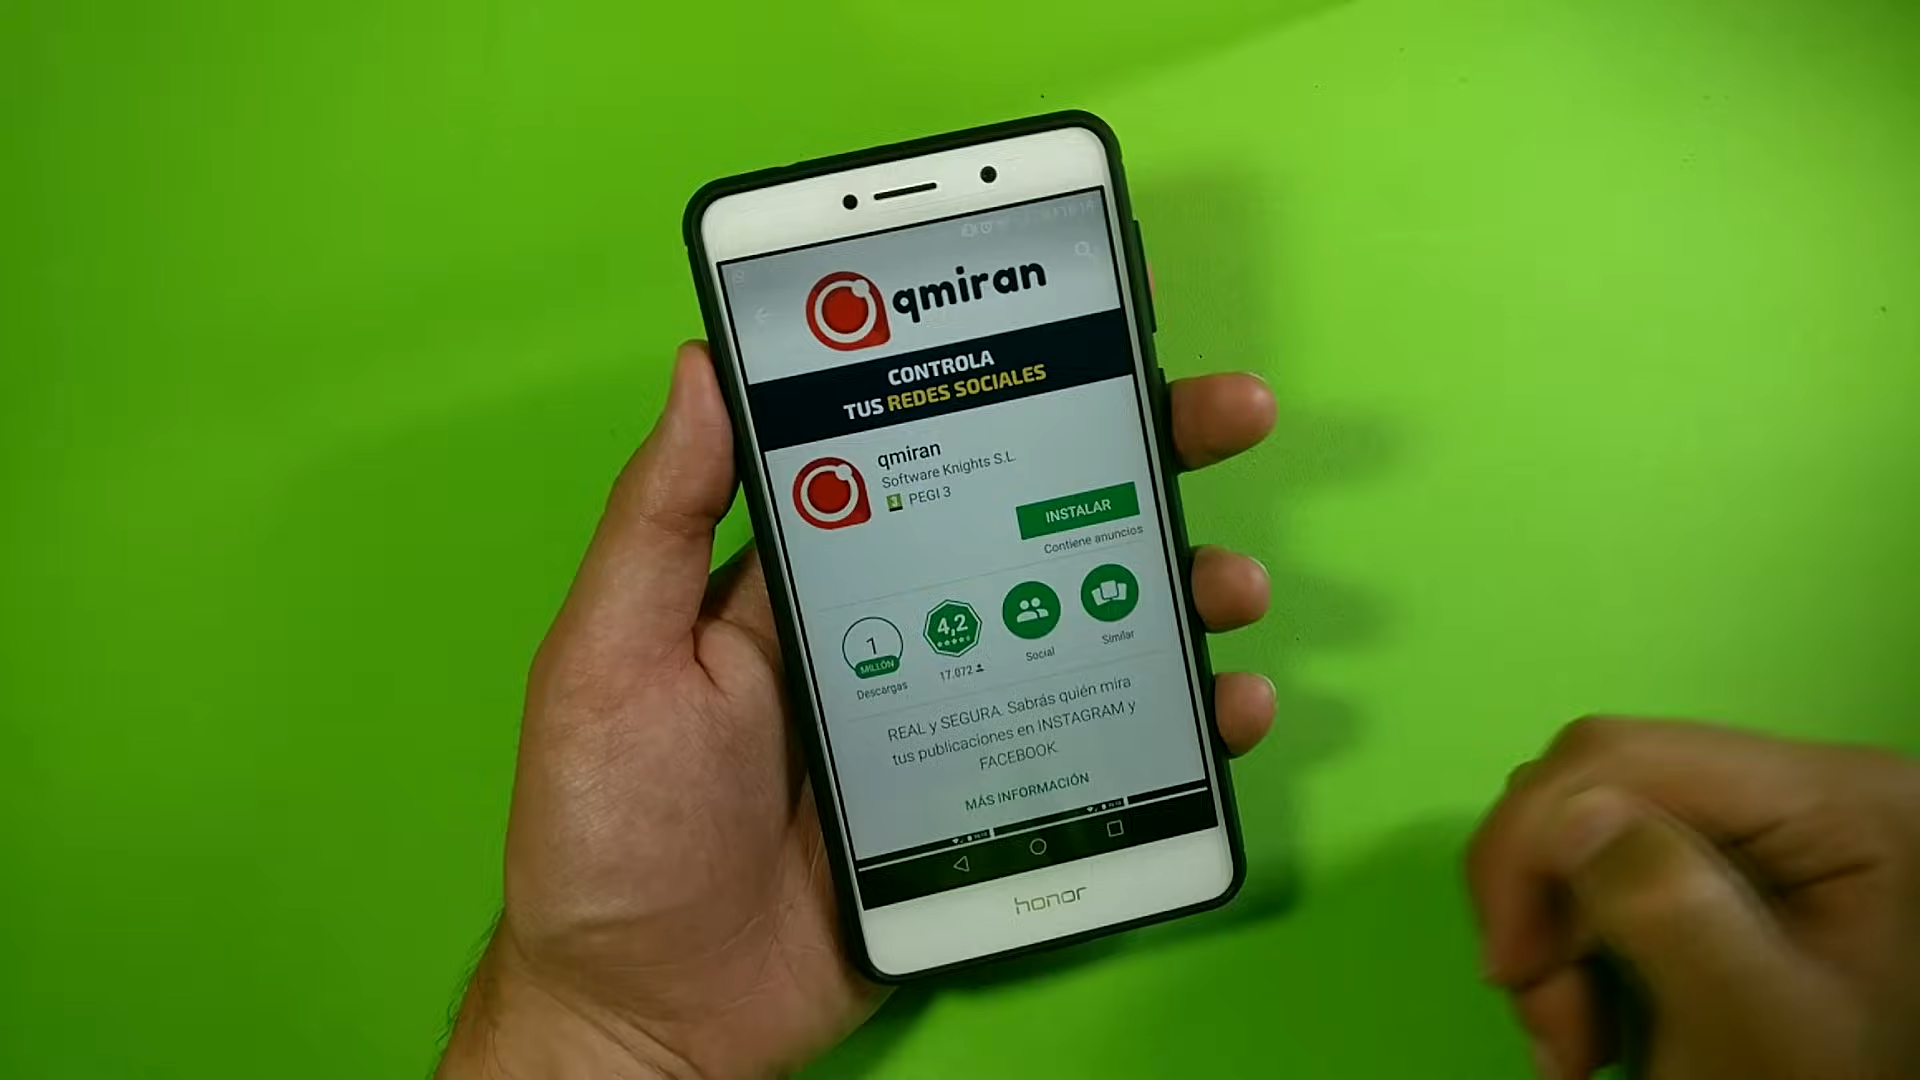 qmiran
CONTROLA
TUS REDES SOCIALES
qmiran
Software Knights S.L.
3 PEGI 3
INSTALAR
Contiene anuncios
1
MILLÓN
Descargas
4,2
17.072
Social
Similar
REAL y SEGURA. Sabrás quién mira
tus publicaciones en INSTAGRAM y
FACEBOOK.
MÁS INFORMACIÓN
honor